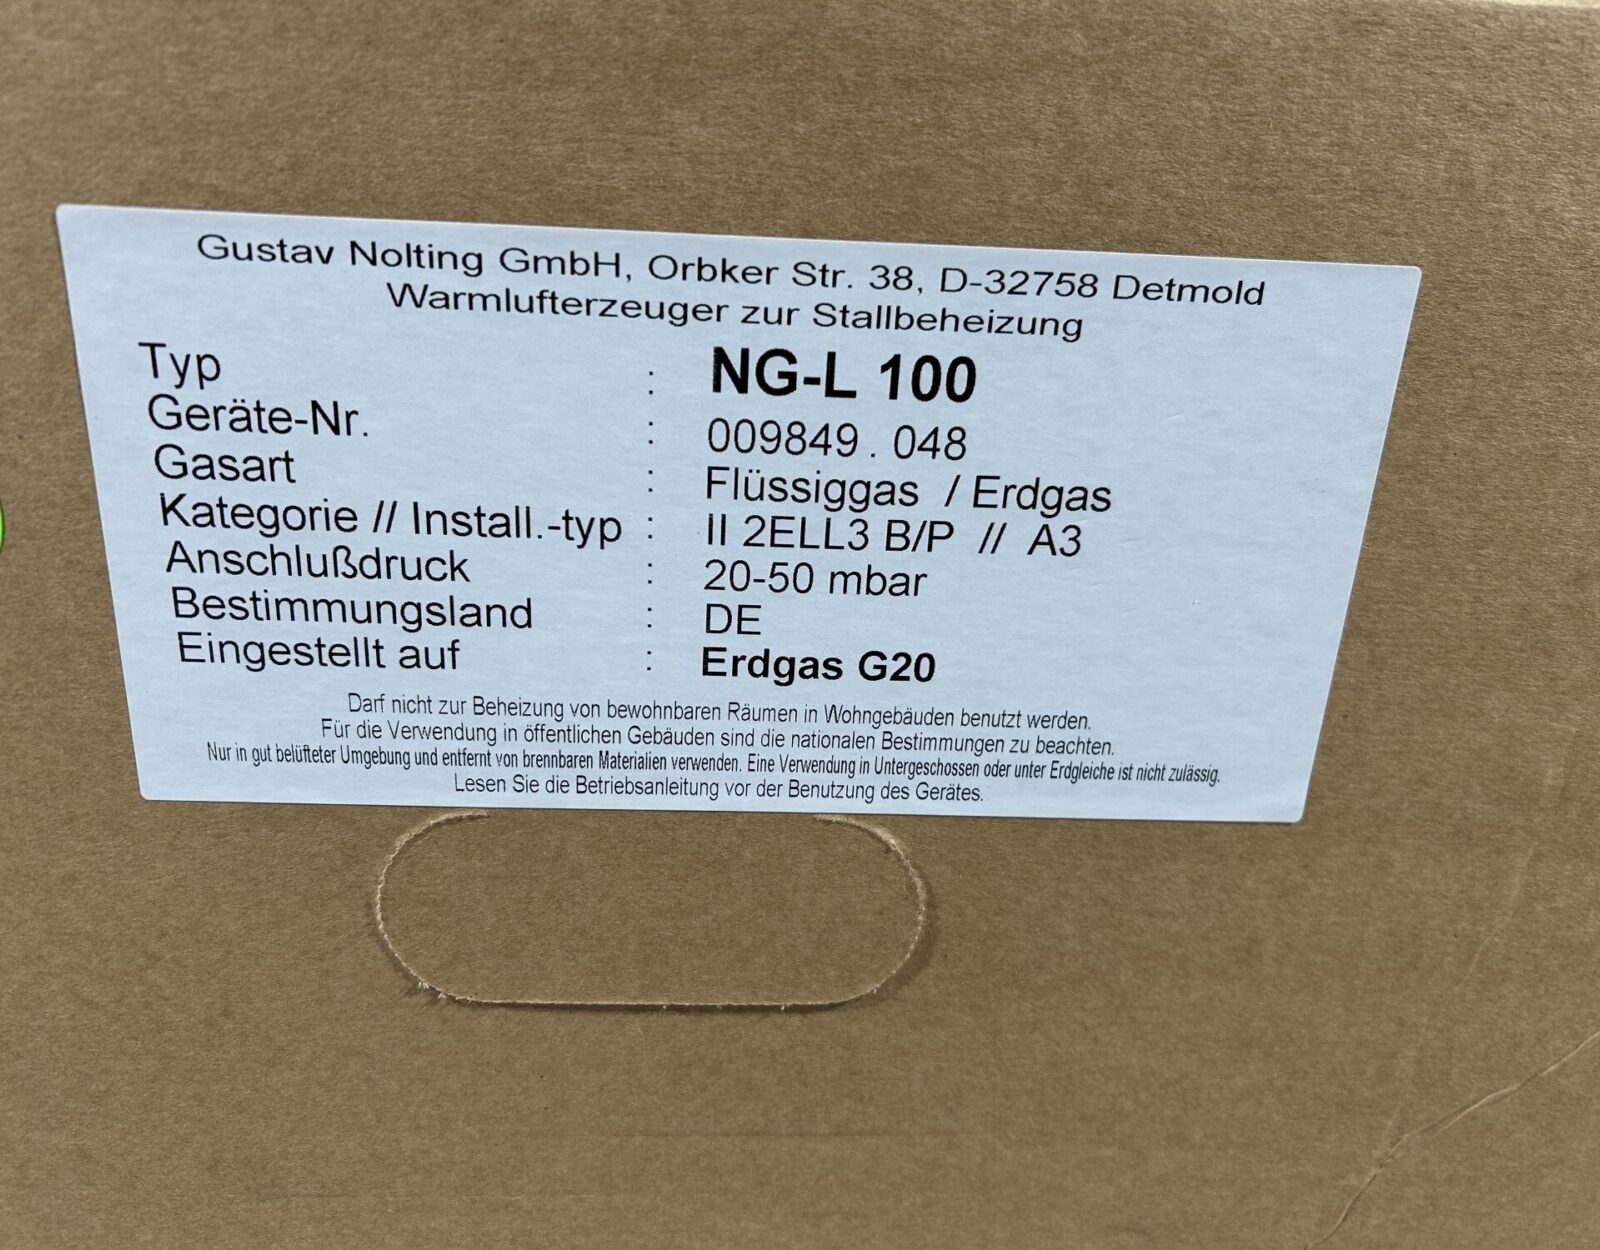 Gustav Nolting GmbH, Orbker Str. 38, D-32758 Detmold
Warmlufterzeuger zur Stallbeheizung
Typ : NG-L 100
Geräte-Nr. : 009849 . 048
Gasart : Flüssiggas / Erdgas
Kategorie // Install.-typ : II 2ELL3 B/P // A3
Anschlußdruck : 20-50 mbar
Bestimmungsland : DE
Eingestellt auf : Erdgas G20
Darf nicht zur Beheizung von bewohnbaren Räumen in Wohngebäuden benutzt werden.
Für die Verwendung in öffentlichen Gebäuden sind die nationalen Bestimmungen zu beachten.
Nur in gut belüfteter Umgebung und entfernt von brennbaren Materialien verwenden. Eine Verwendung in Untergeschossen oder unter Erdgleiche ist nicht zulässig.
Lesen Sie die Betriebsanleitung vor der Benutzung des Gerätes.